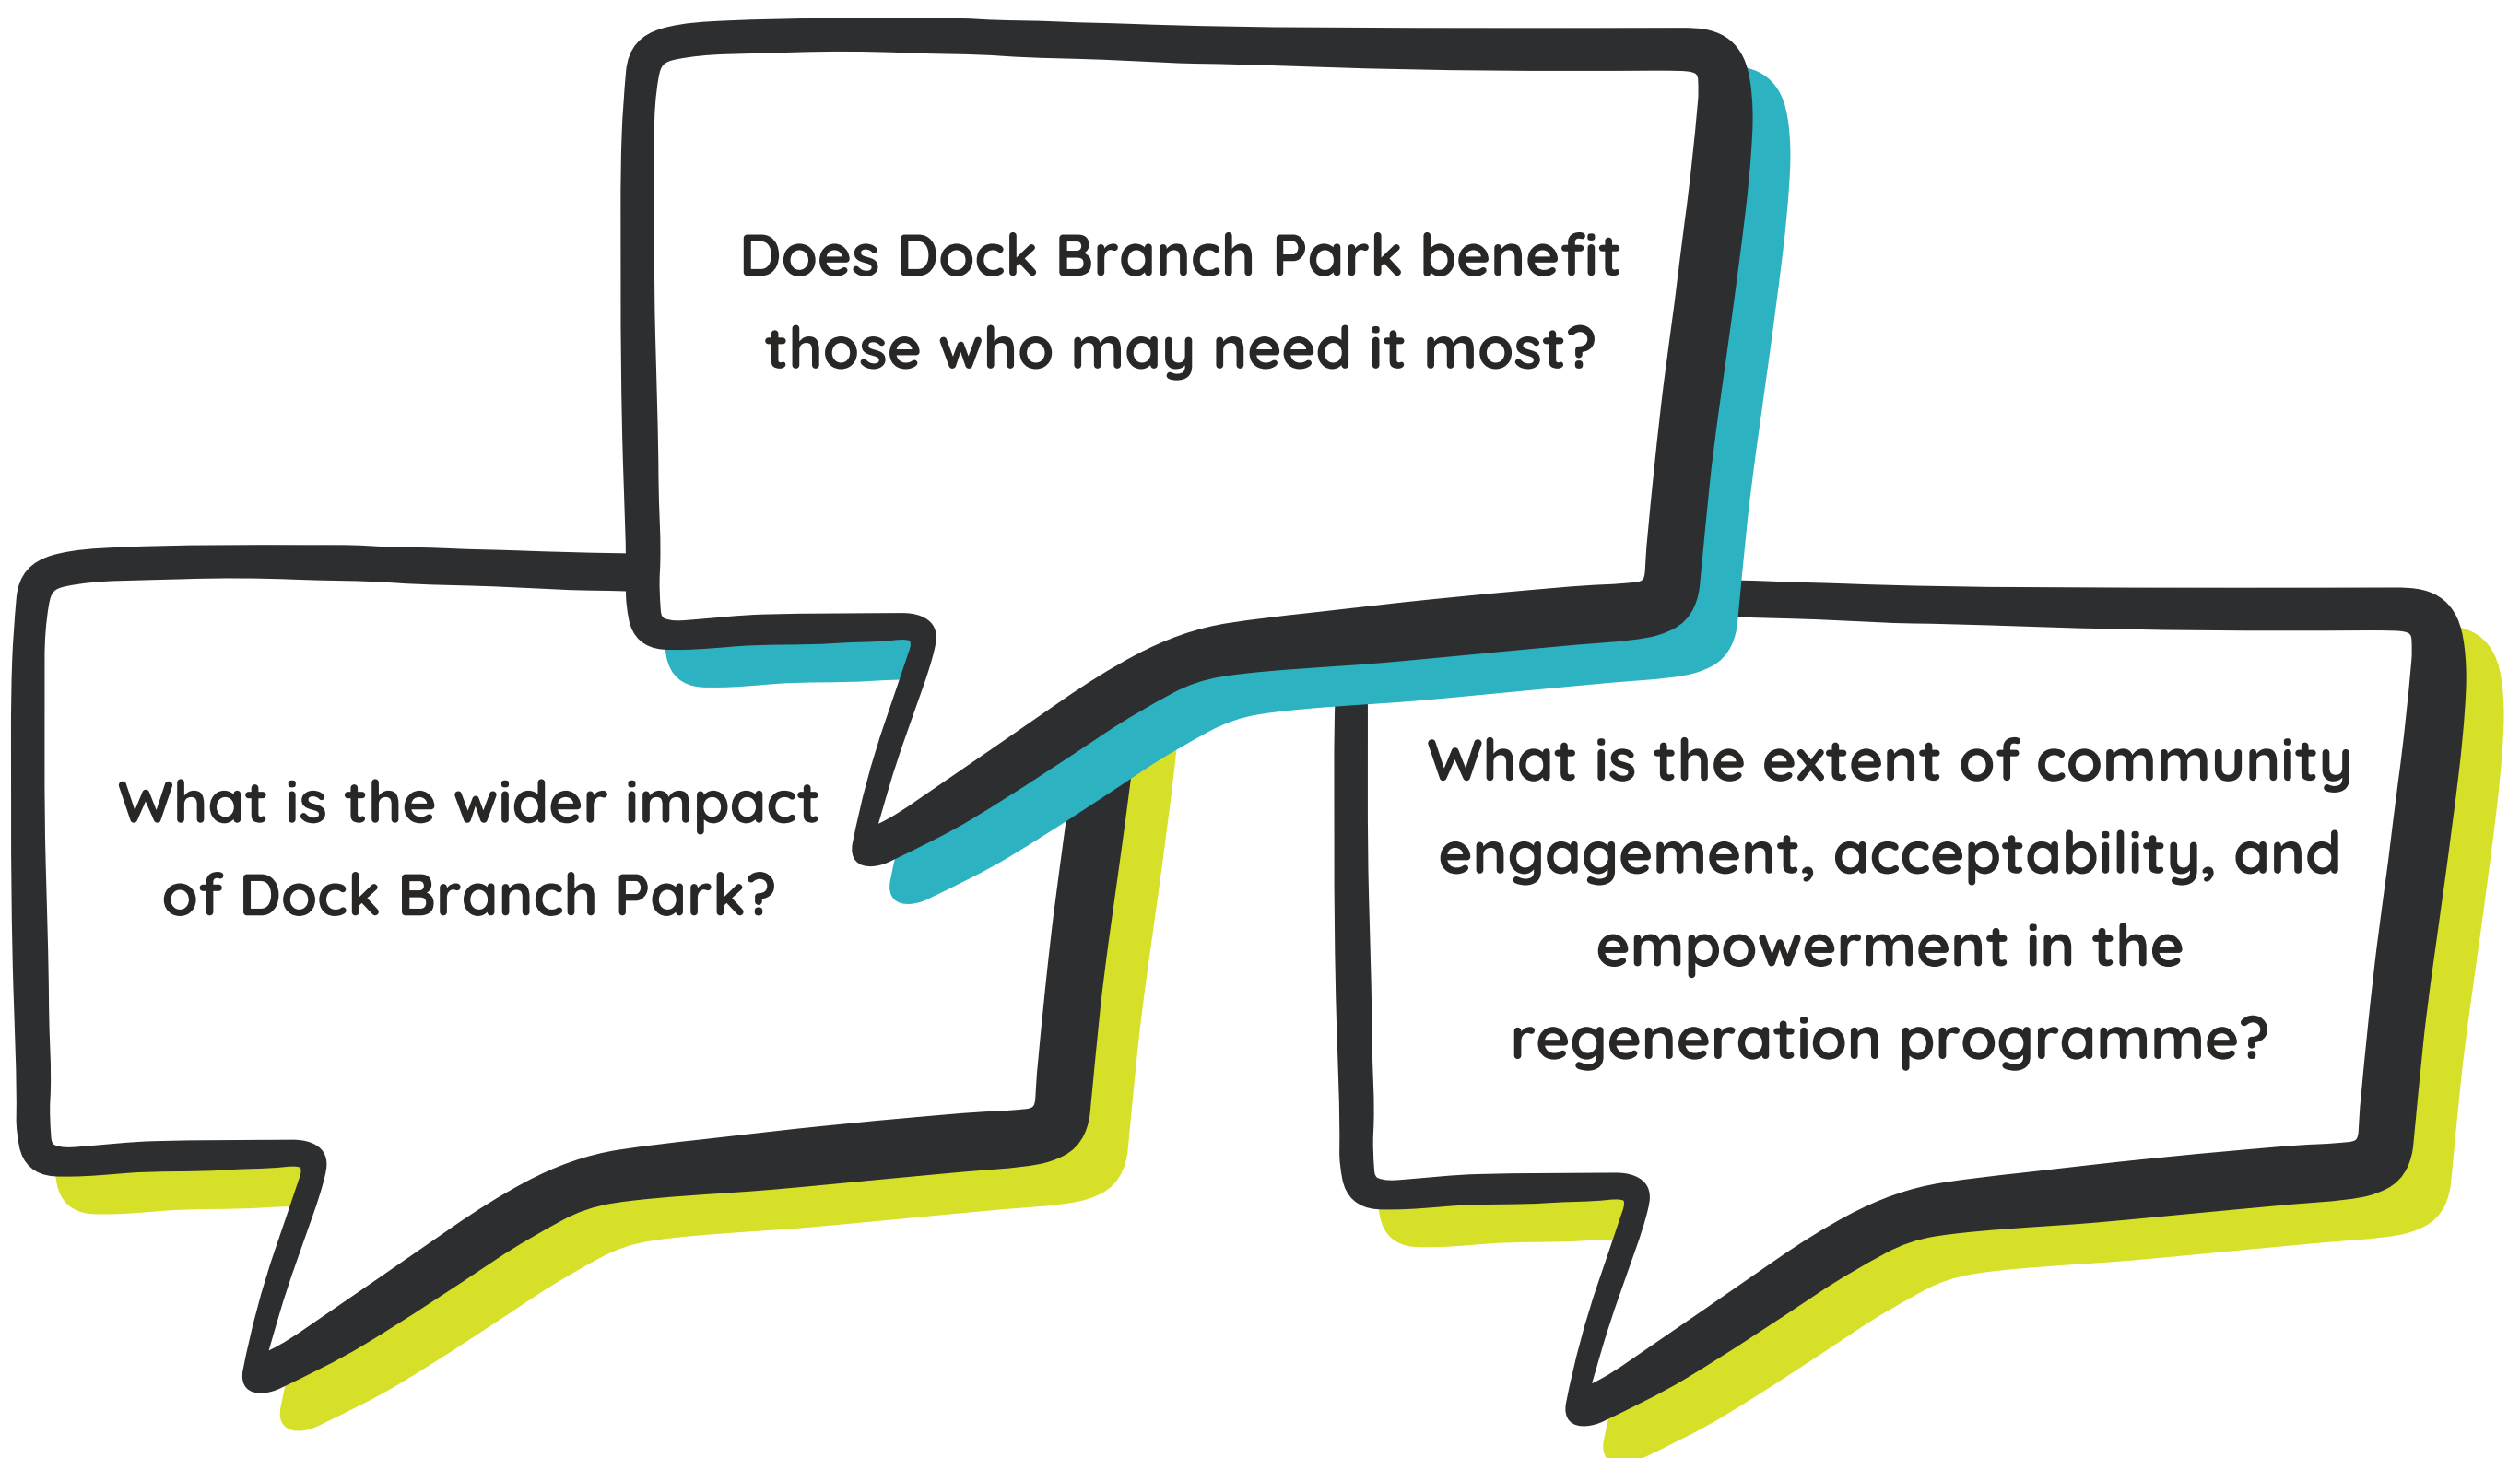 Does Dock Branch Park benefit
those who may need it most?
What is the wider impact
of Dock Branch Park?
What is the extent of community
engagement, acceptability, and
empowerment in the
regeneration programme?